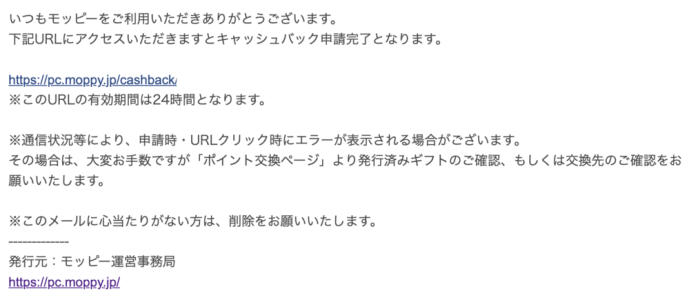 いつもモッピーをご利用いただきありがとうございます。
下記URLにアクセスいただきますとキャッシュバック申請完了となります。
https://pc.moppy.jp/cashback/
※このURLの有効期間は24時間となります。
※通信状況等により、申請時・URLクリック時にエラーが表示される場合がございます。
その場合は、大変お手数ですが「ポイント交換ページ」より発行済みギフトのご確認、もしくは交換先のご確認をお
願いいたします。
※このメールに心当たりがない方は、削除をお願いいたします。
-------------
発行元：モッピー運営事務局
https://pc.moppy.jp/